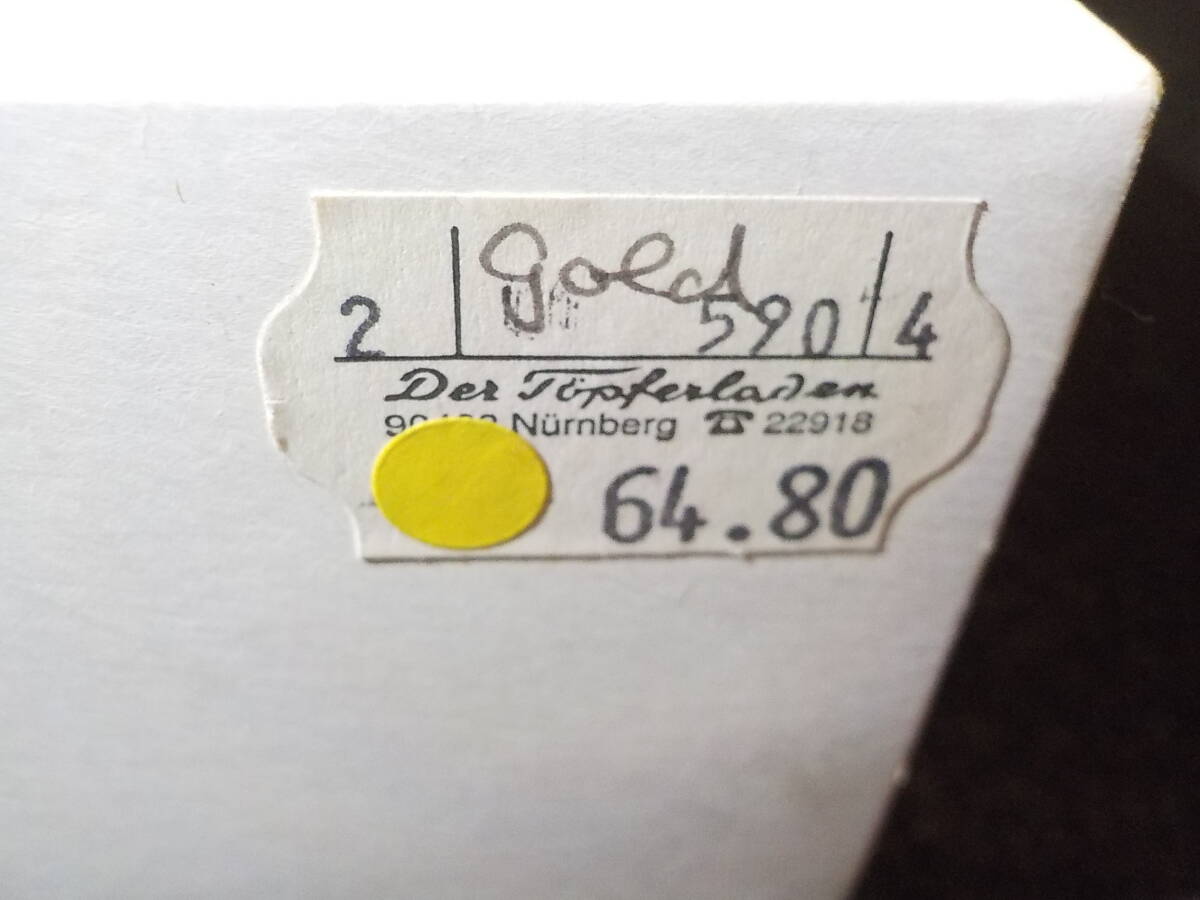 gold
2 590 4
Der Töpferladen
Nürnberg ☎ 22918
64.80